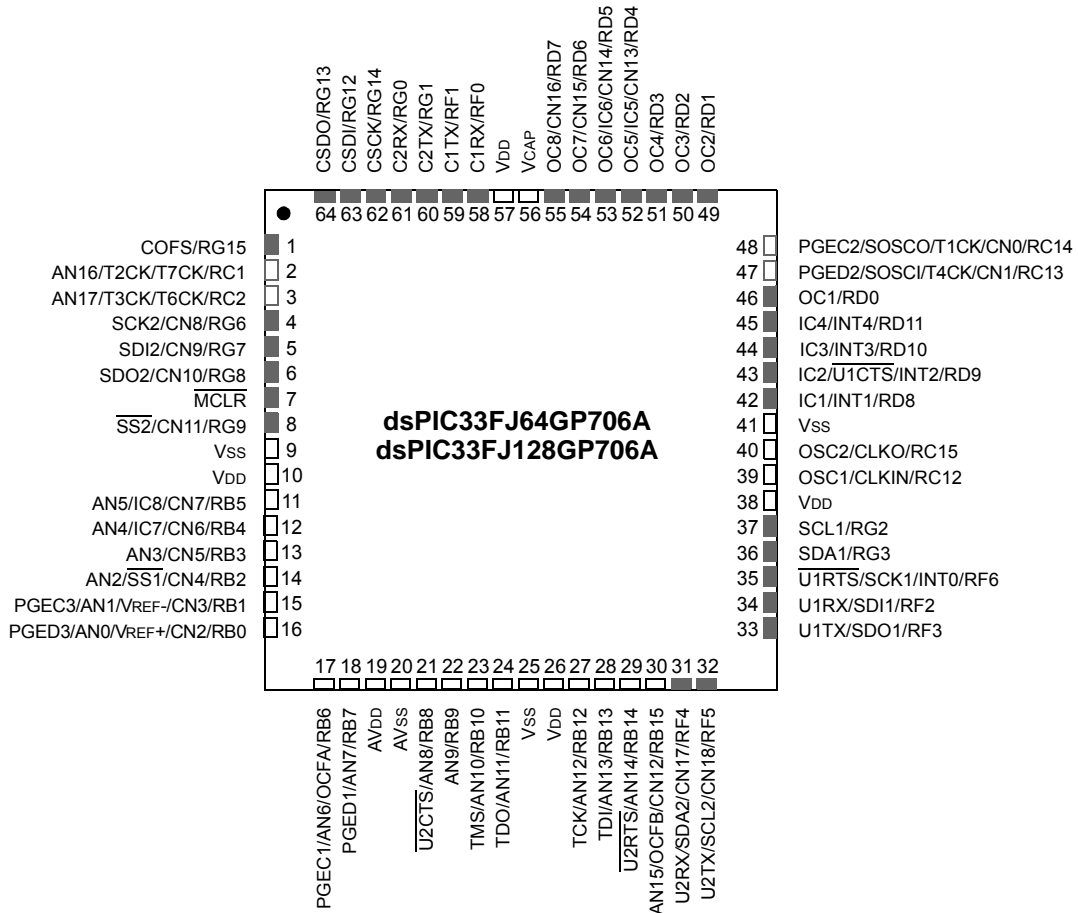 CSDO/RG13
CSDI/RG12
CSCK/RG14
C2RX/RG0
C2TX/RG1
C1TX/RF1
C1RX/RF0
VDD
VCAP
OC8/CN16/RD7
OC7/CN15/RD6
OC6/IC6/CN14/RD5
OC5/IC5/CN13/RD4
OC4/RD3
OC3/RD2
OC2/RD1
64 63 62 61 60 59 58 57 56 55 54 53 52 51 50 49
COFS/RG15 1
AN16/T2CK/T7CK/RC1 2
AN17/T3CK/T6CK/RC2 3
SCK2/CN8/RG6 4
SDI2/CN9/RG7 5
SDO2/CN10/RG8 6
MCLR 7
SS2/CN11/RG9 8
VSS 9
VDD 10
AN5/IC8/CN7/RB5 11
AN4/IC7/CN6/RB4 12
AN3/CN5/RB3 13
AN2/SS1/CN4/RB2 14
PGEC3/AN1/VREF-/CN3/RB1 15
PGED3/AN0/VREF+/CN2/RB0 16
dsPIC33FJ64GP706A
dsPIC33FJ128GP706A
48 PGEC2/SOSCO/T1CK/CN0/RC14
47 PGED2/SOSCI/T4CK/CN1/RC13
46 OC1/RD0
45 IC4/INT4/RD11
44 IC3/INT3/RD10
43 IC2/U1CTS/INT2/RD9
42 IC1/INT1/RD8
41 VSS
40 OSC2/CLKO/RC15
39 OSC1/CLKIN/RC12
38 VDD
37 SCL1/RG2
36 SDA1/RG3
35 U1RTS/SCK1/INT0/RF6
34 U1RX/SDI1/RF2
33 U1TX/SDO1/RF3
17 18 19 20 21 22 23 24 25 26 27 28 29 30 31 32
PGEC1/AN6/OCFA/RB6
PGED1/AN7/RB7
AVDD
AVSS
U2CTS/AN8/RB8
AN9/RB9
TMS/AN10/RB10
TDO/AN11/RB11
VSS
VDD
TCK/AN12/RB12
TDI/AN13/RB13
U2RTS/AN14/RB14
AN15/OCFB/CN12/RB15
U2RX/SDA2/CN17/RF4
U2TX/SCL2/CN18/RF5